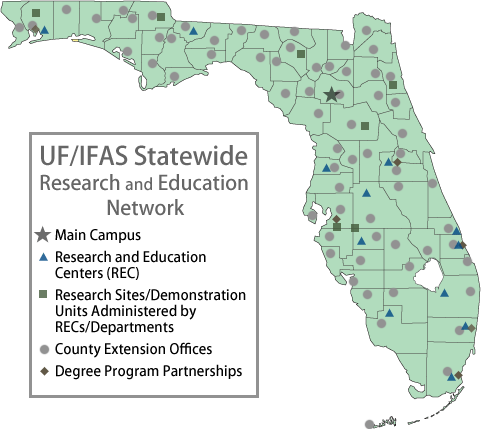 UF/IFAS Statewide
Research and Education
Network
Main Campus
Research and Education
Centers (REC)
Research Sites/Demonstration
Units Administered by
RECs/Departments
County Extension Offices
Degree Program Partnerships